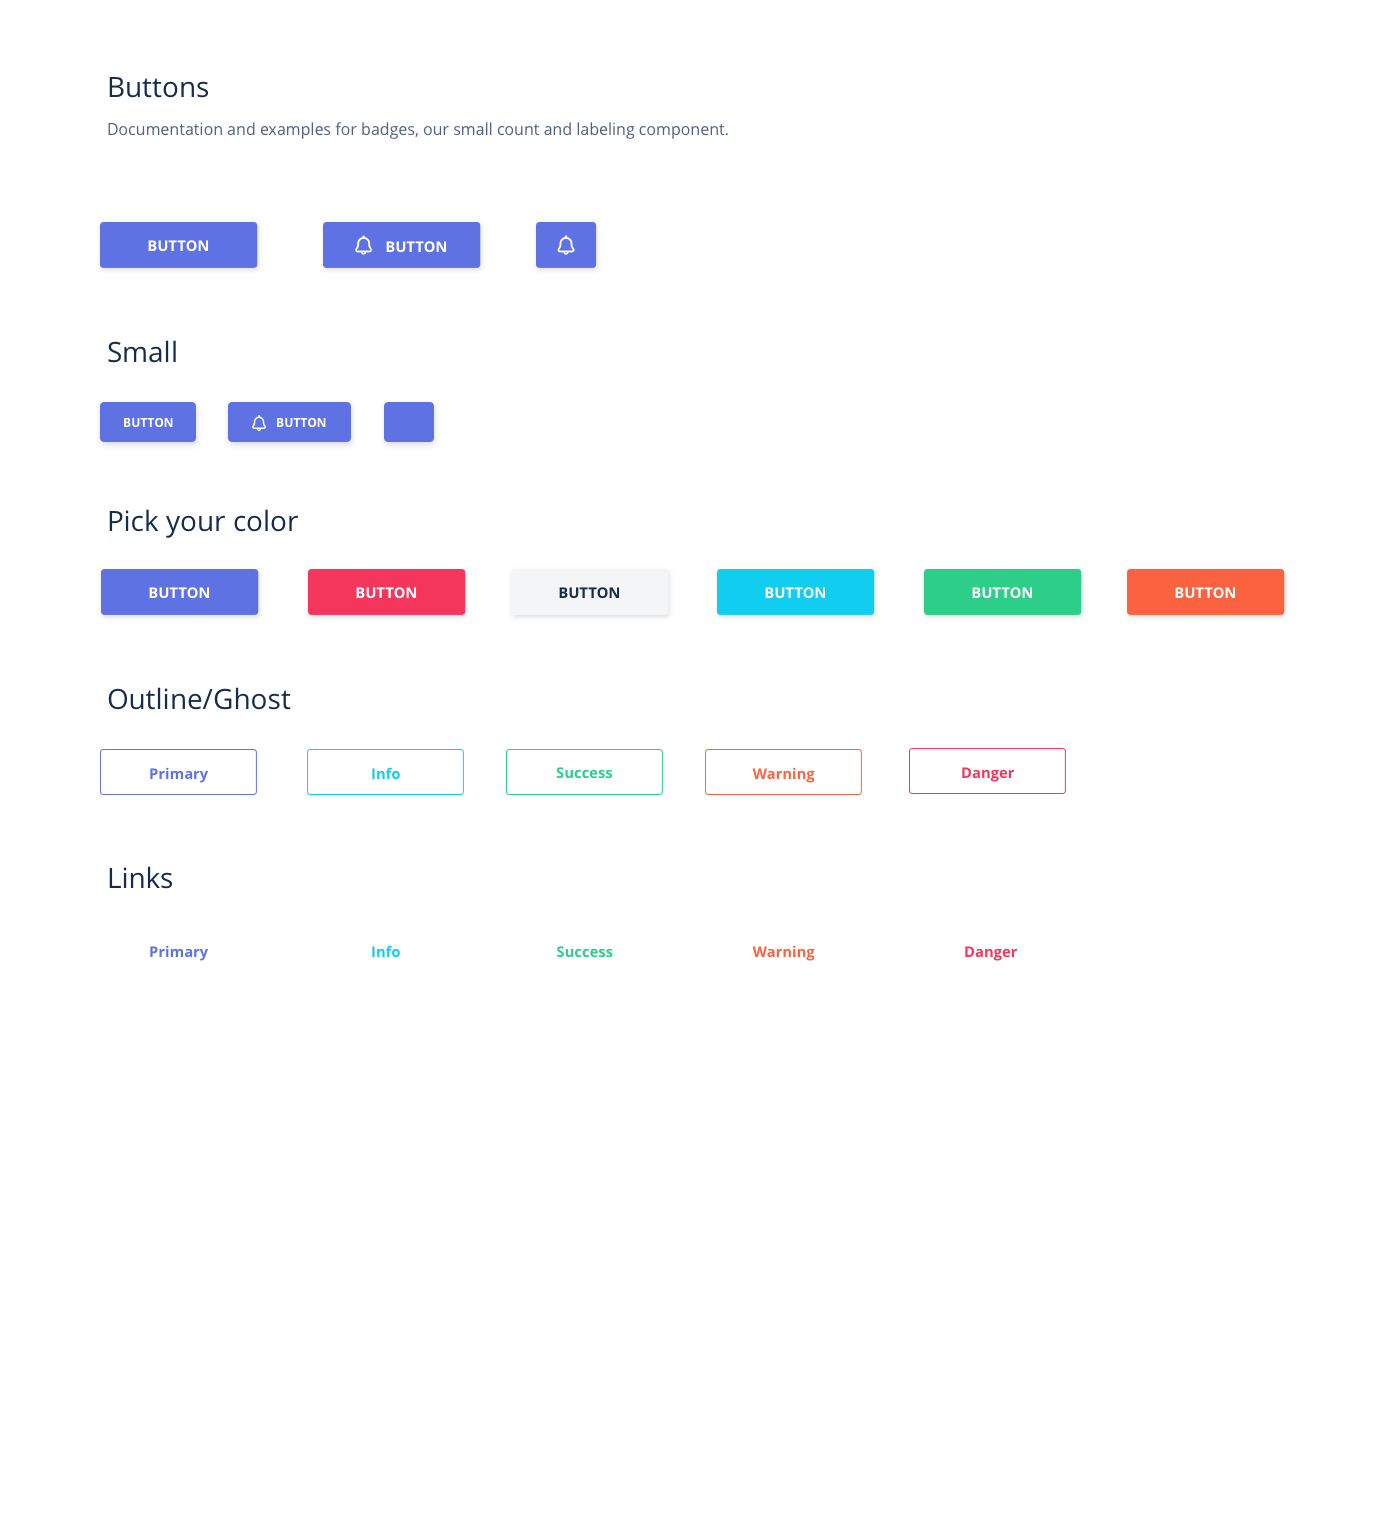 Buttons
Documentation and examples for badges, our small count and labeling component.
BUTTON BUTTON
Small
BUTTON BUTTON
Pick your color
BUTTON BUTTON BUTTON BUTTON BUTTON BUTTON
Outline/Ghost
Primary Info Success Warning Danger
Links
Primary Info Success Warning Danger